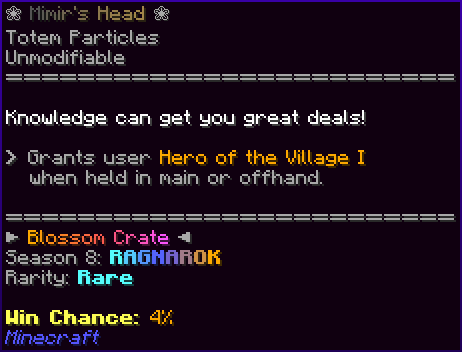 ❀ Mimir's Head ❀
Totem Particles
Unmodifiable
=========================
Knowledge can get you great deals!
> Grants user Hero of the Village I
when held in main or offhand.
=========================
► Blossom Crate ◄
Season 8: RAGNAROK
Rarity: Rare
Win Chance: 4%
Minecraft